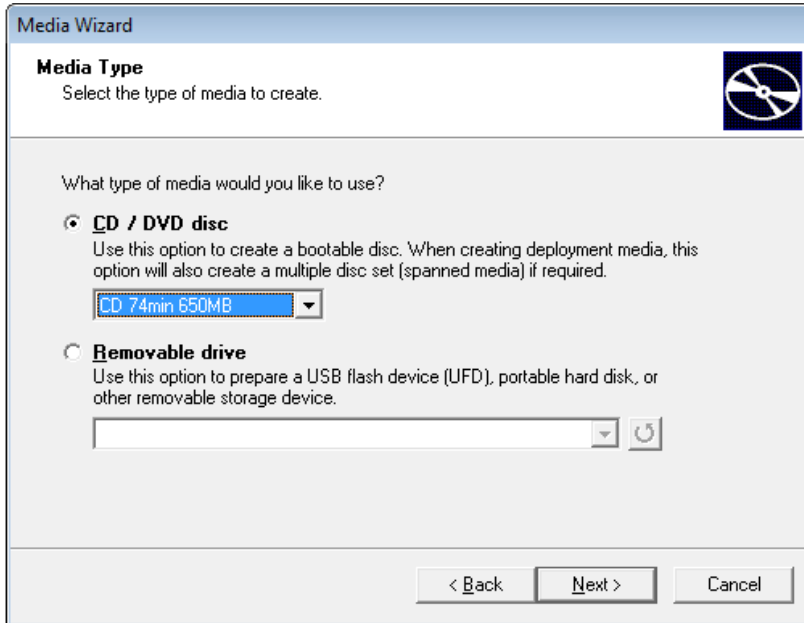 Media Wizard
Media Type
Select the type of media to create.
What type of media would you like to use?
CD / DVD disc
Use this option to create a bootable disc. When creating deployment media, this
option will also create a multiple disc set (spanned media) if required.
CD 74min 650MB
Removable drive
Use this option to prepare a USB flash device (UFD), portable hard disk, or
other removable storage device.
< Back Next > Cancel